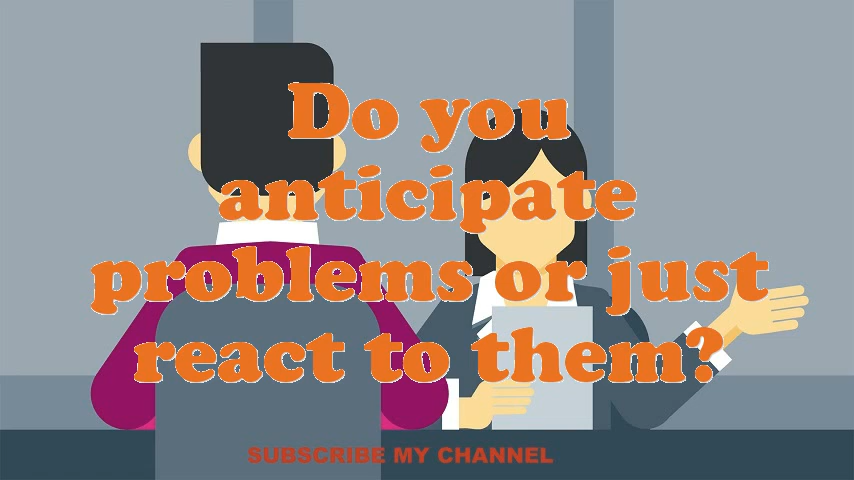 Do you
anticipate
problems or just
react to them?
SUBSCRIBE MY CHANNEL